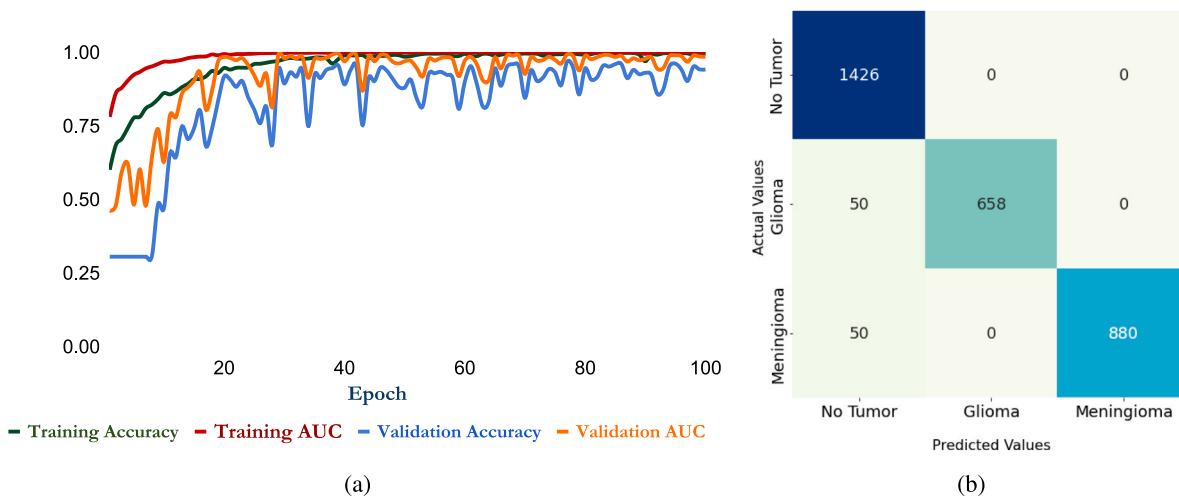 1.00
0.75
0.50
0.25
0.00
20 40 60 80 100
Epoch
Training Accuracy Training AUC Validation Accuracy Validation AUC
(a)
Actual Values
No Tumor
Glioma
Meningioma
1426 0 0
50 658 0
50 0 880
No Tumor Glioma Meningioma
Predicted Values
(b)